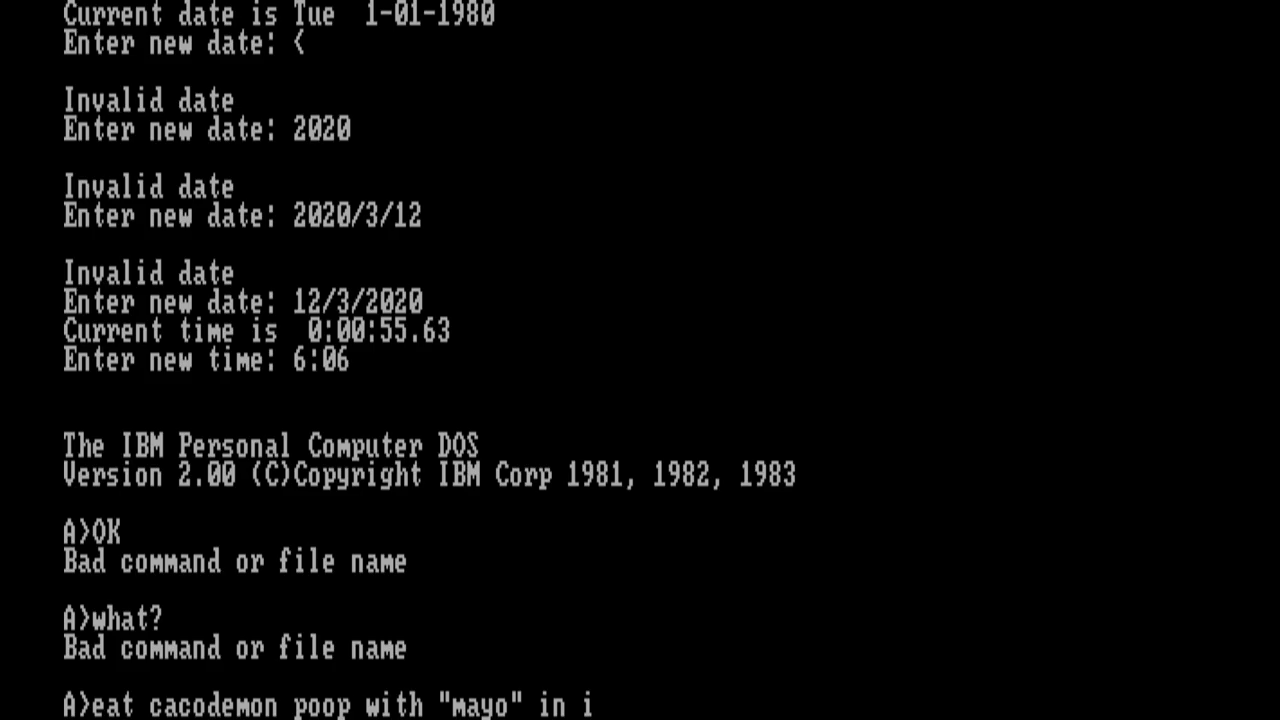 Current date is Tue  1-01-1980
Enter new date: <
Invalid date
Enter new date: 2020
Invalid date
Enter new date: 2020/3/12
Invalid date
Enter new date: 12/3/2020
Current time is  0:00:55.63
Enter new time: 6:06
The IBM Personal Computer DOS
Version 2.00 (C)Copyright IBM Corp 1981, 1982, 1983
A>OK
Bad command or file name
A>what?
Bad command or file name
A>eat cacodemon poop with "mayo" in i